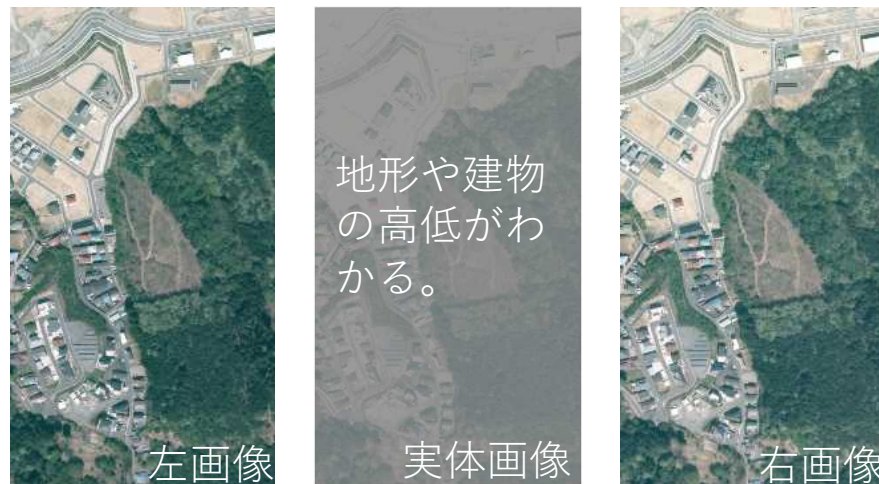 地形や建物
の高低がわ
かる。
左画像
実体画像
右画像